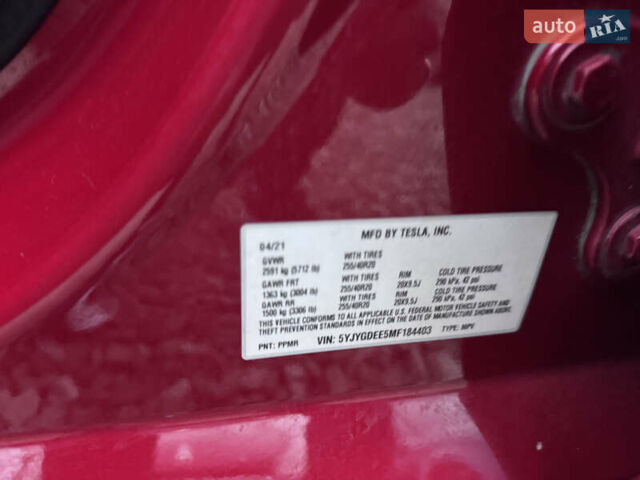 auto RIA.com
MFD BY TESLA, INC.
04/21
GVWR WITH TIRES
2591 kg (5712 lb) 255/40R20 RIM COLD TIRE PRESSURE
GAWR FRT WITH TIRES 20X9.5J 290 kPa, 42 psi
1363 kg (3004 lb) 255/40R20 RIM COLD TIRE PRESSURE
GAWR RR WITH TIRES 20X9.5J 290 kPa, 42 psi
1500 kg (3306 lb) 255/40R20
THIS VEHICLE CONFORMS TO ALL APPLICABLE FEDERAL MOTOR VEHICLE SAFETY AND
THEFT PREVENTION STANDARDS IN EFFECT ON THE DATE OF MANUFACTURE SHOWN ABOVE.
PNT: PPMR VIN: 5YJYGDEE5MF184403 TYPE: MPV